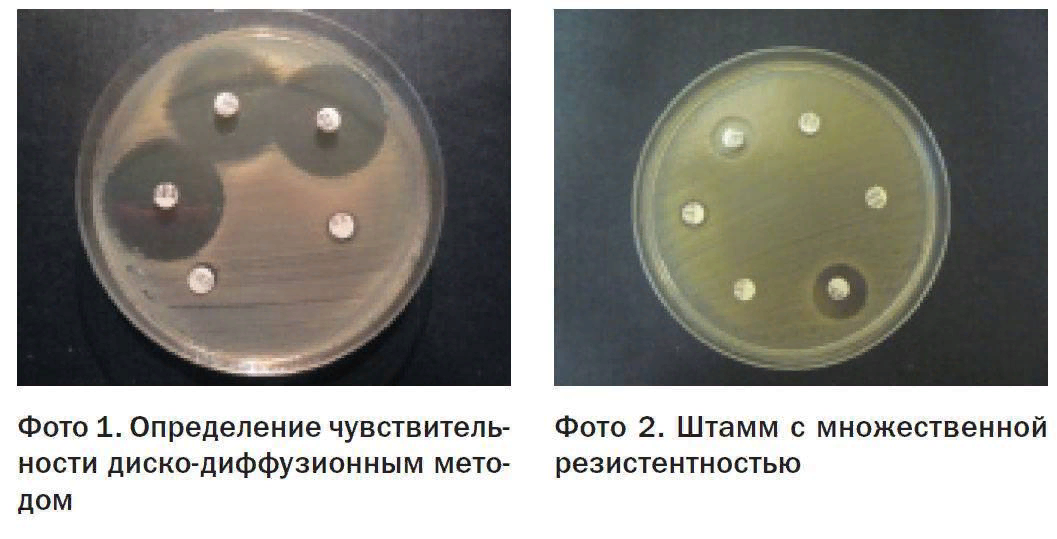 Фото 1. Определение чувствитель-
ности диско-диффузионным мето-
дом
Фото 2. Штамм с множественной
резистентностью